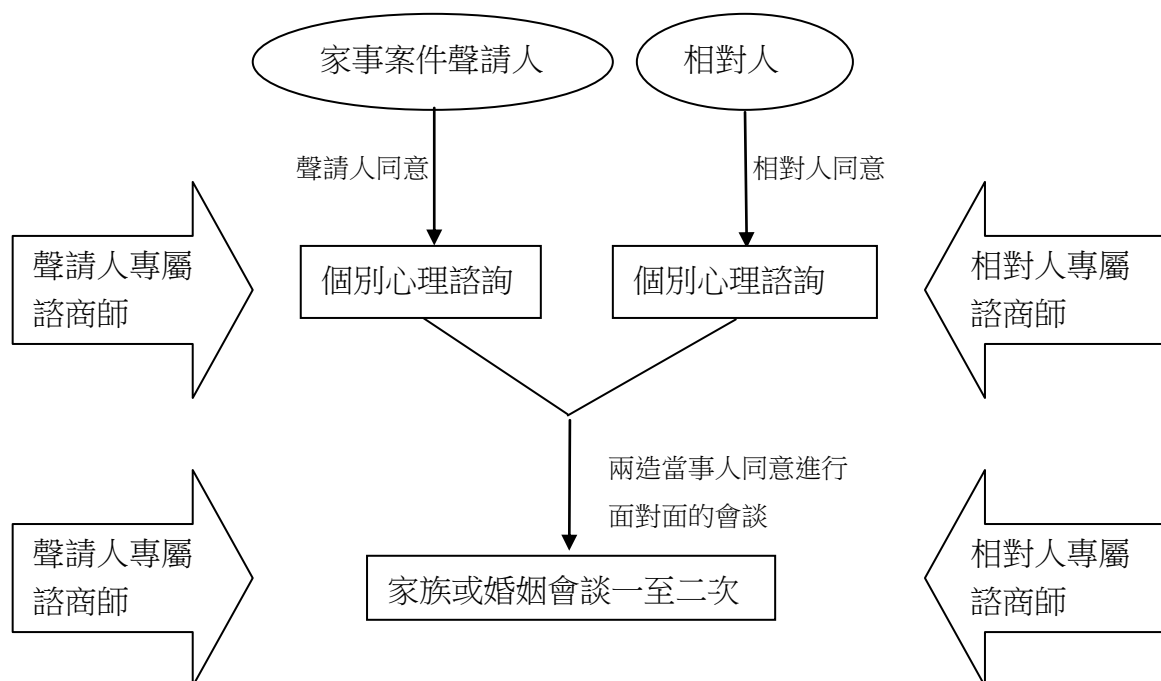 家事案件聲請人
相對人
聲請人同意
相對人同意
聲請人專屬
諮商師
個別心理諮詢
個別心理諮詢
相對人專屬
諮商師
兩造當事人同意進行
面對面的會談
聲請人專屬
諮商師
家族或婚姻會談一至二次
相對人專屬
諮商師